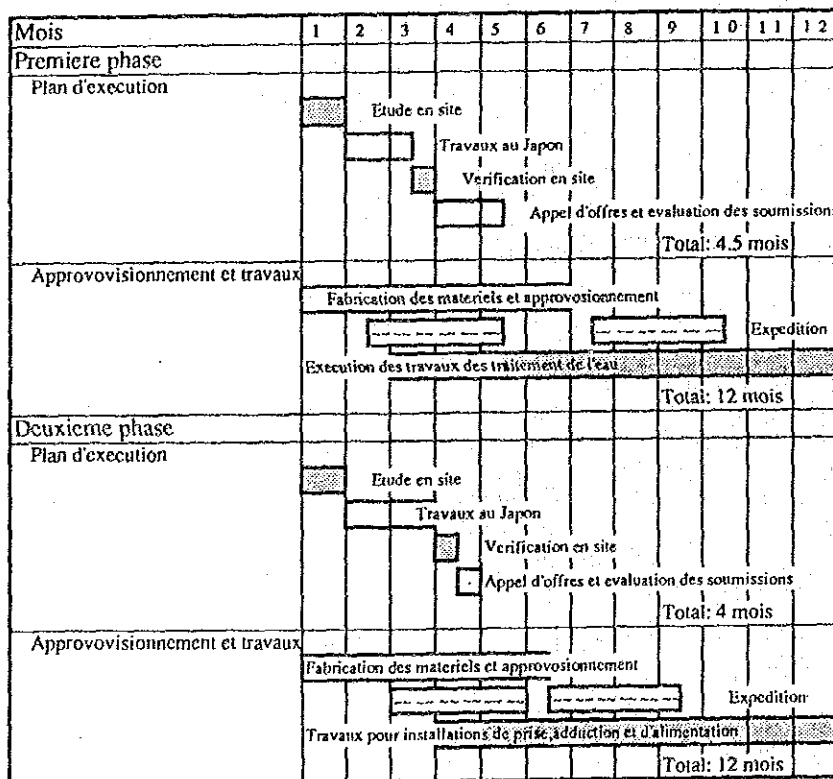 Mois 1 2 3 4 5 6 7 8 9 10 11 12
Premiere phase
Plan d'execution
Etude en site
Travaux au Japon
Verification en site
Appel d'offres et evaluation des soumissions
Total: 4.5 mois
Approvovisionnement et travaux
Fabrication des materiels et approvosionnement
Expedition
Execution des travaux des traitement de l'eau
Total: 12 mois
Deuxieme phase
Plan d'execution
Etude en site
Travaux au Japon
Verification en site
Appel d'offres et evaluation des soumissions
Total: 4 mois
Approvovisionnement et travaux
Fabrication des materiels et approvosionnement
Expedition
Travaux pour installations de prise, adduction et d'alimentation
Total: 12 mois